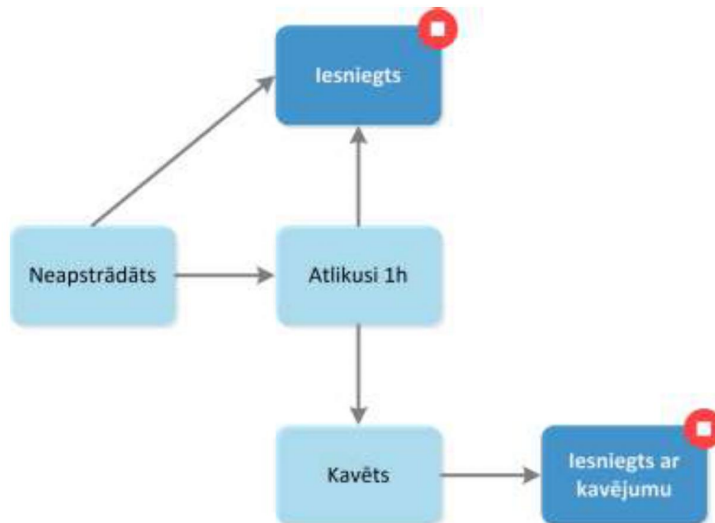 Iesniegts
Neapstrādāts
Atlikusi 1h
Kavēts
Iesniegts ar
kavējumu